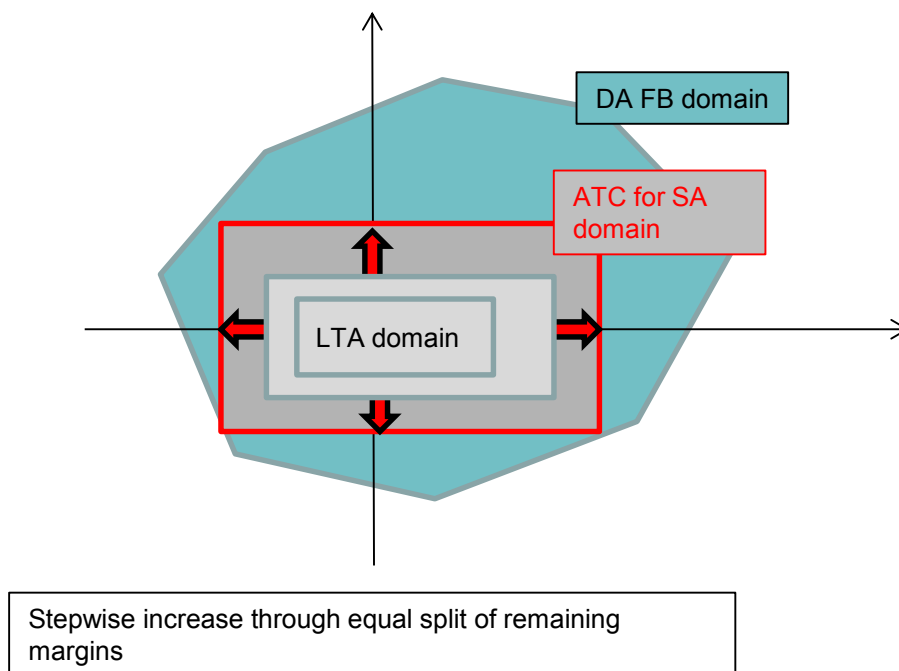 DA FB domain
ATC for SA
domain
LTA domain
Stepwise increase through equal split of remaining
margins